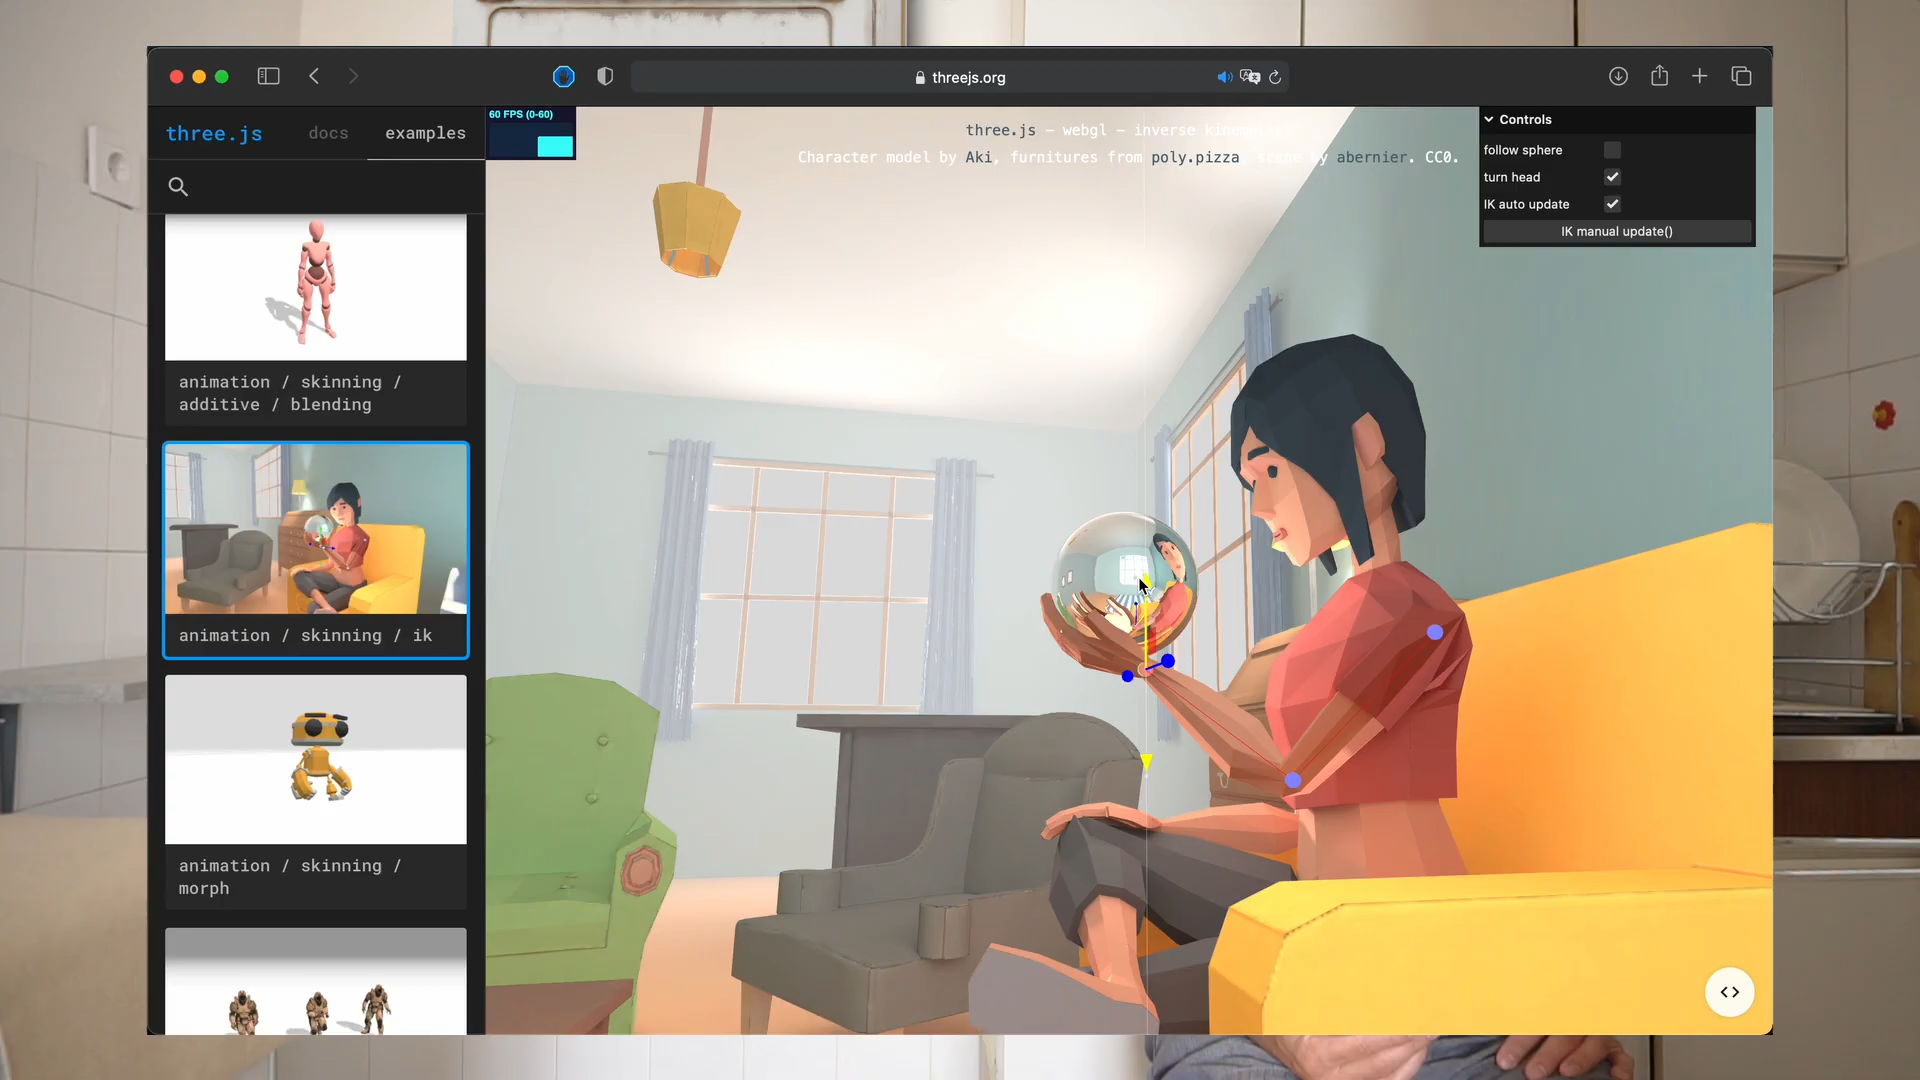 threejs.org
three.js docs examples
60 FPS (0-60)
three.js - webgl - inverse
Character model by Aki, furnitures from poly.pizza scene by abernier. CC0.
Controls
follow sphere
turn head
IK auto update
IK manual update()
animation / skinning /
additive / blending
animation / skinning / ik
animation / skinning /
morph